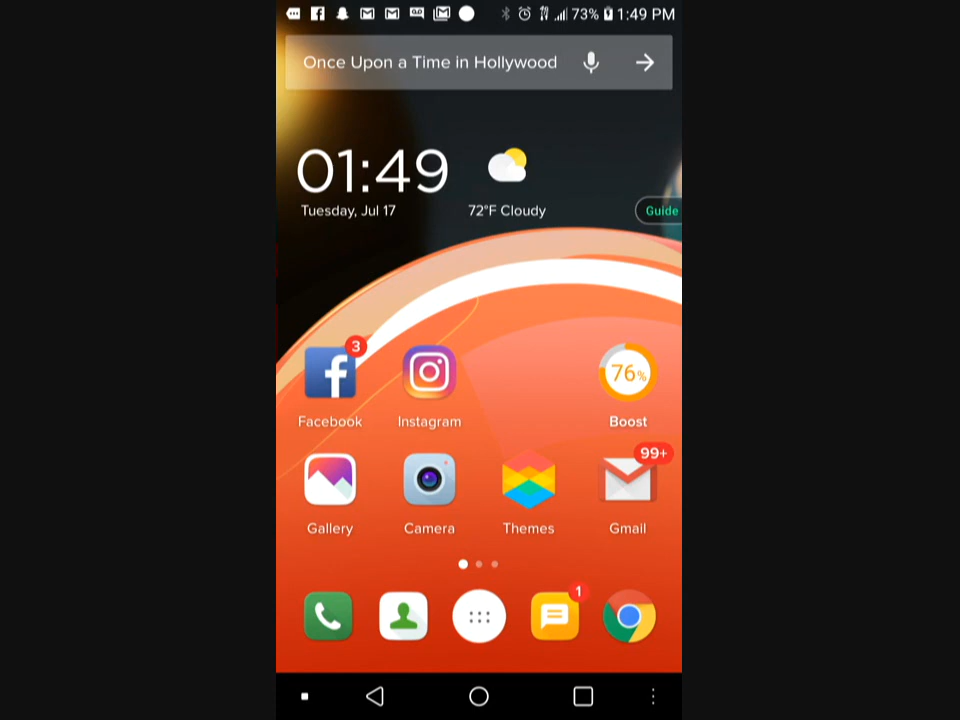 73% 1:49 PM
Once Upon a Time in Hollywood
01:49
Tuesday, Jul 17
72°F Cloudy
Guide
3
76%
Facebook
Instagram
Boost
99+
Gallery
Camera
Themes
Gmail
1